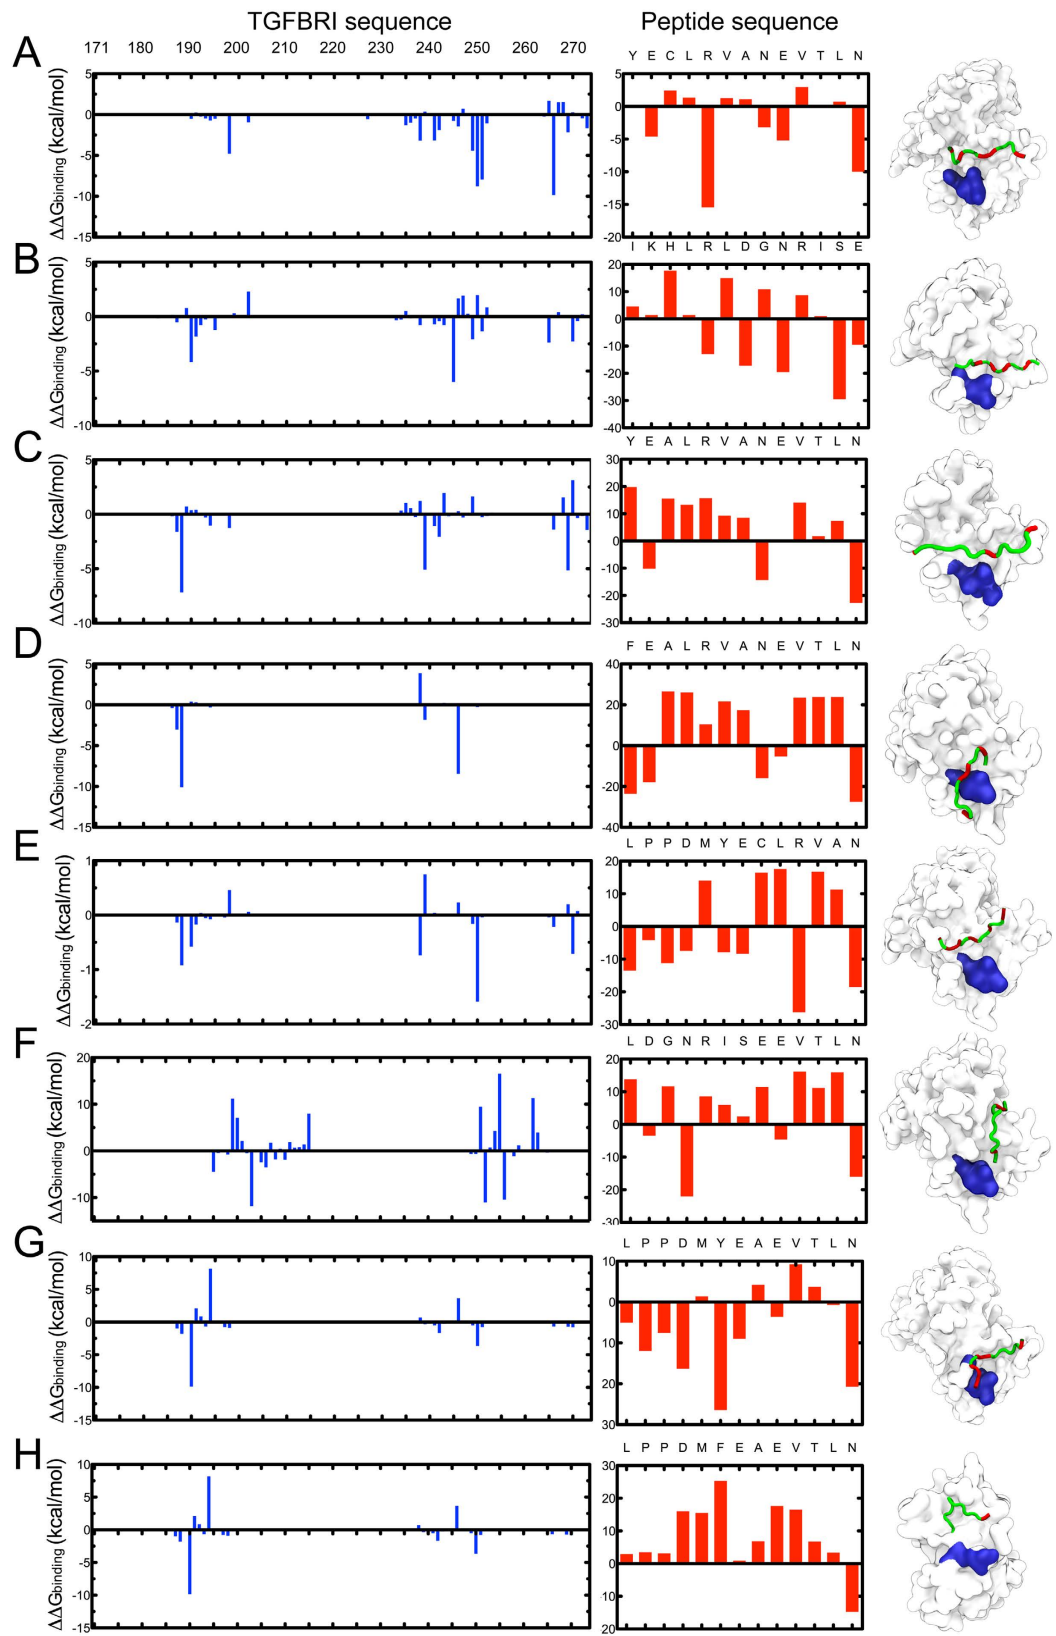 TGFBRI sequence Peptide sequence
171 180 190 200 210 220 230 240 250 260 270
A
Y E C L R V A N E V T L N
ΔΔGbinding (kcal/mol)
5 0 -5 -10 -15
5 0 -5 -10 -15 -20
B
I K H L R L D G N R I S E
ΔΔGbinding (kcal/mol)
5 0 -5 -10
20 10 0 -10 -20 -30 -40
C
Y E A L R V A N E V T L N
ΔΔGbinding (kcal/mol)
5 0 -5 -10
30 20 10 0 -10 -20 -30
D
F E A L R V A N E V T L N
ΔΔGbinding (kcal/mol)
5 0 -5 -10 -15
40 20 0 -20 -40
E
L P P D M Y E C L R V A N
ΔΔGbinding (kcal/mol)
1 0 -1 -2
20 10 0 -10 -20 -30
F
L D G N R I S E E V T L N
ΔΔGbinding (kcal/mol)
20 10 0 -10
20 10 0 -10 -20 -30
G
L P P D M Y E A E V T L N
ΔΔGbinding (kcal/mol)
10 5 0 -5 -10 -15
10 0 10 20 30
H
L P P D M F E A E V T L N
ΔΔGbinding (kcal/mol)
10 5 0 -5 -10 -15
30 20 10 0 10 20